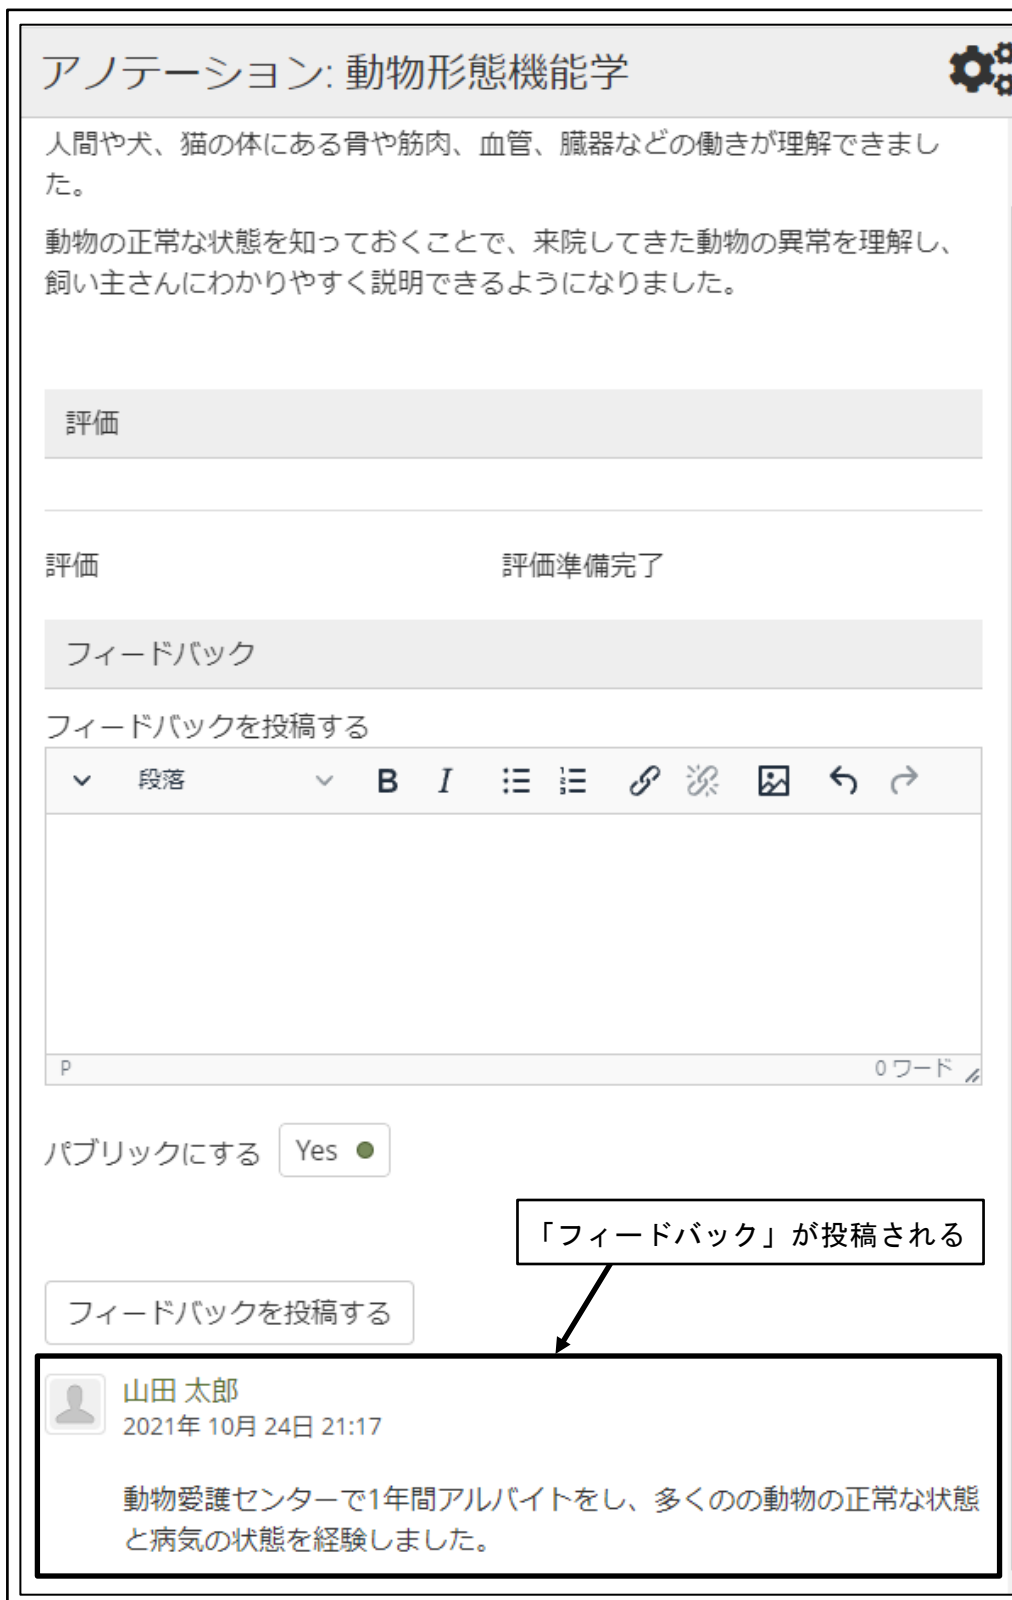 アノテーション: 動物形態機能学
人間や犬、猫の体にある骨や筋肉、血管、臓器などの働きが理解できまし
た。
動物の正常な状態を知っておくことで、来院してきた動物の異常を理解し、
飼い主さんにわかりやすく説明できるようになりました。
評価
評価 評価準備完了
フィードバック
フィードバックを投稿する
段落 B I
P 0 ワード
パブリックにする Yes
「フィードバック」が投稿される
フィードバックを投稿する
山田 太郎
2021年 10月 24日 21:17
動物愛護センターで1年間アルバイトをし、多くのの動物の正常な状態
と病気の状態を経験しました。